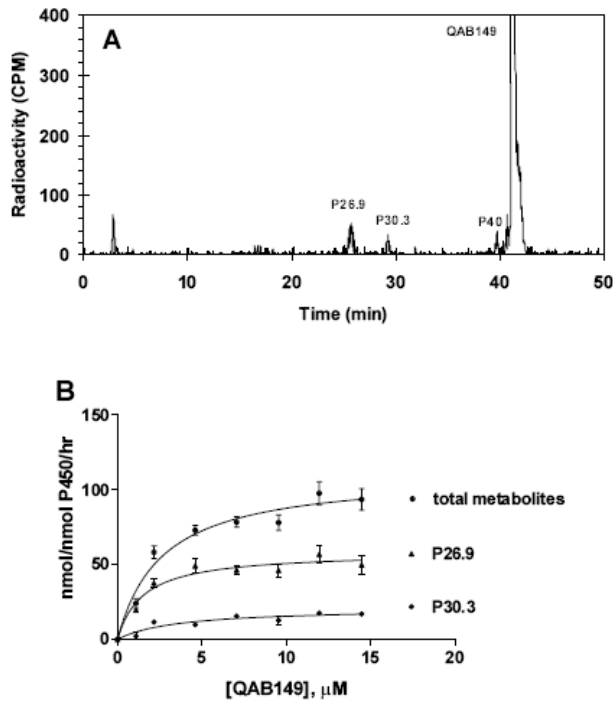 A
Radioactivity (CPM)
400
300
200
100
0
QAB149
P26.9
P30.3
P40
0 10 20 30 40 50
Time (min)
B
nmol/nmol P450/hr
150
100
50
0
total metabolites
P26.9
P30.3
0 5 10 15 20
[QAB149], μM